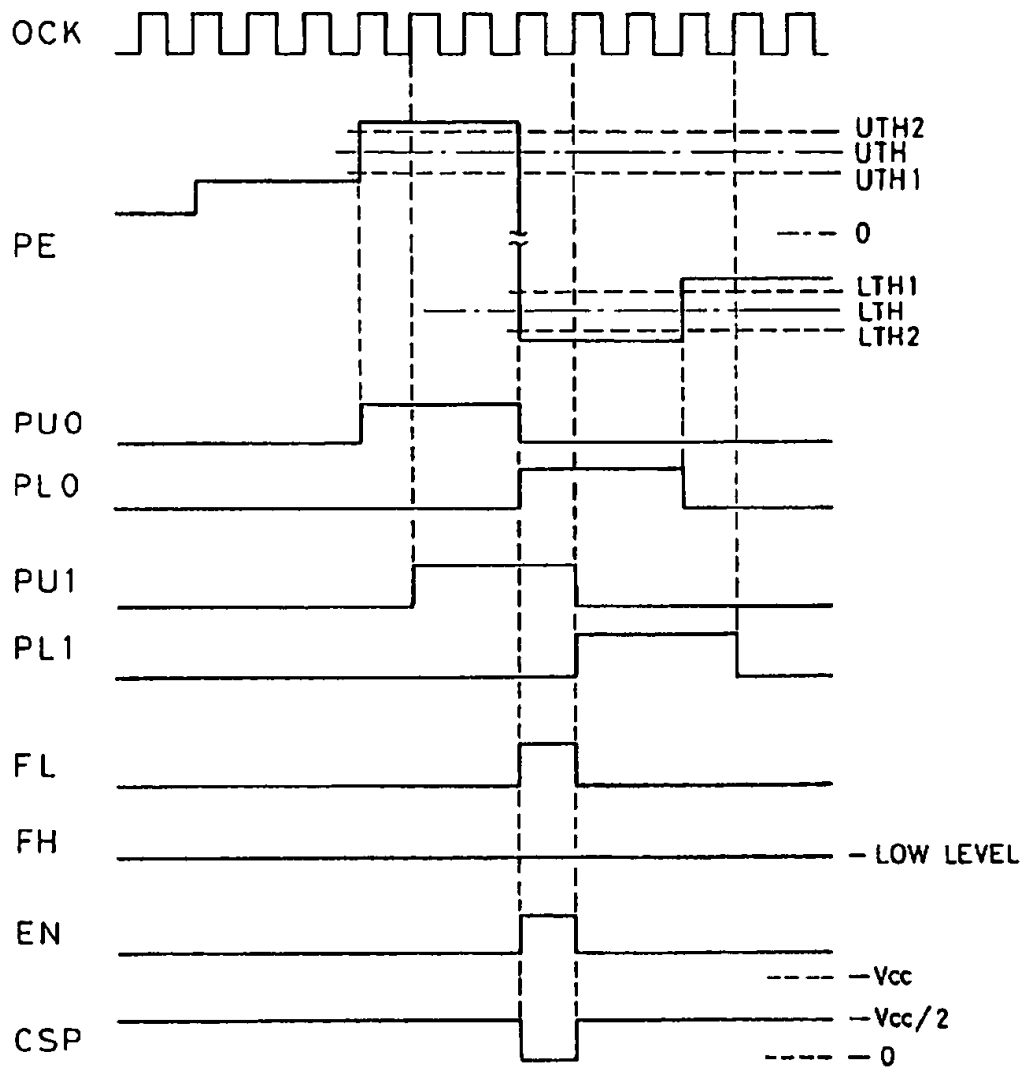 OCK
UTH2
UTH
UTH1
PE
0
LTH1
LTH
LTH2
PU0
PL0
PU1
PL1
FL
FH
LOW LEVEL
EN
Vcc
Vcc/2
CSP
0